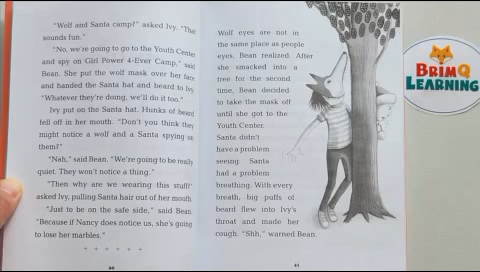 "Wolf and Santa camp?" asked Ivy. "That
sounds fun."
"No, we're going to go to the Youth Center
and spy on Girl Power 4-Ever Camp," said
Bean. She put the wolf mask over her face
and handed the Santa hat and beard to Ivy.
"Whatever they're doing, we'll do it too."
Ivy put on the Santa hat. Hunks of beard
fell off in her mouth. "Don't you think they
might notice a wolf and a Santa spying on
them?"
"Nah," said Bean. "We're going to be really
quiet. They won't notice a thing."
"Then why are we wearing this stuff?"
asked Ivy, pulling Santa hair out of her mouth.
"Just to be on the safe side," said Bean.
"Because if Nancy does notice us, she's going
to lose her marbles."
+ + + + + +
60
Wolf eyes are not in
the same place as people
eyes, Bean realized. After
she smacked into a
tree for the second
time, Bean decided
to take the mask off
until she got to the
Youth Center.
Santa didn't
have a problem
seeing. Santa
had a problem
breathing. With every
breath, big puffs of
beard flew into Ivy's
throat and made her
cough. "Shh," warned Bean.
61
BRIMQ
LEARNING